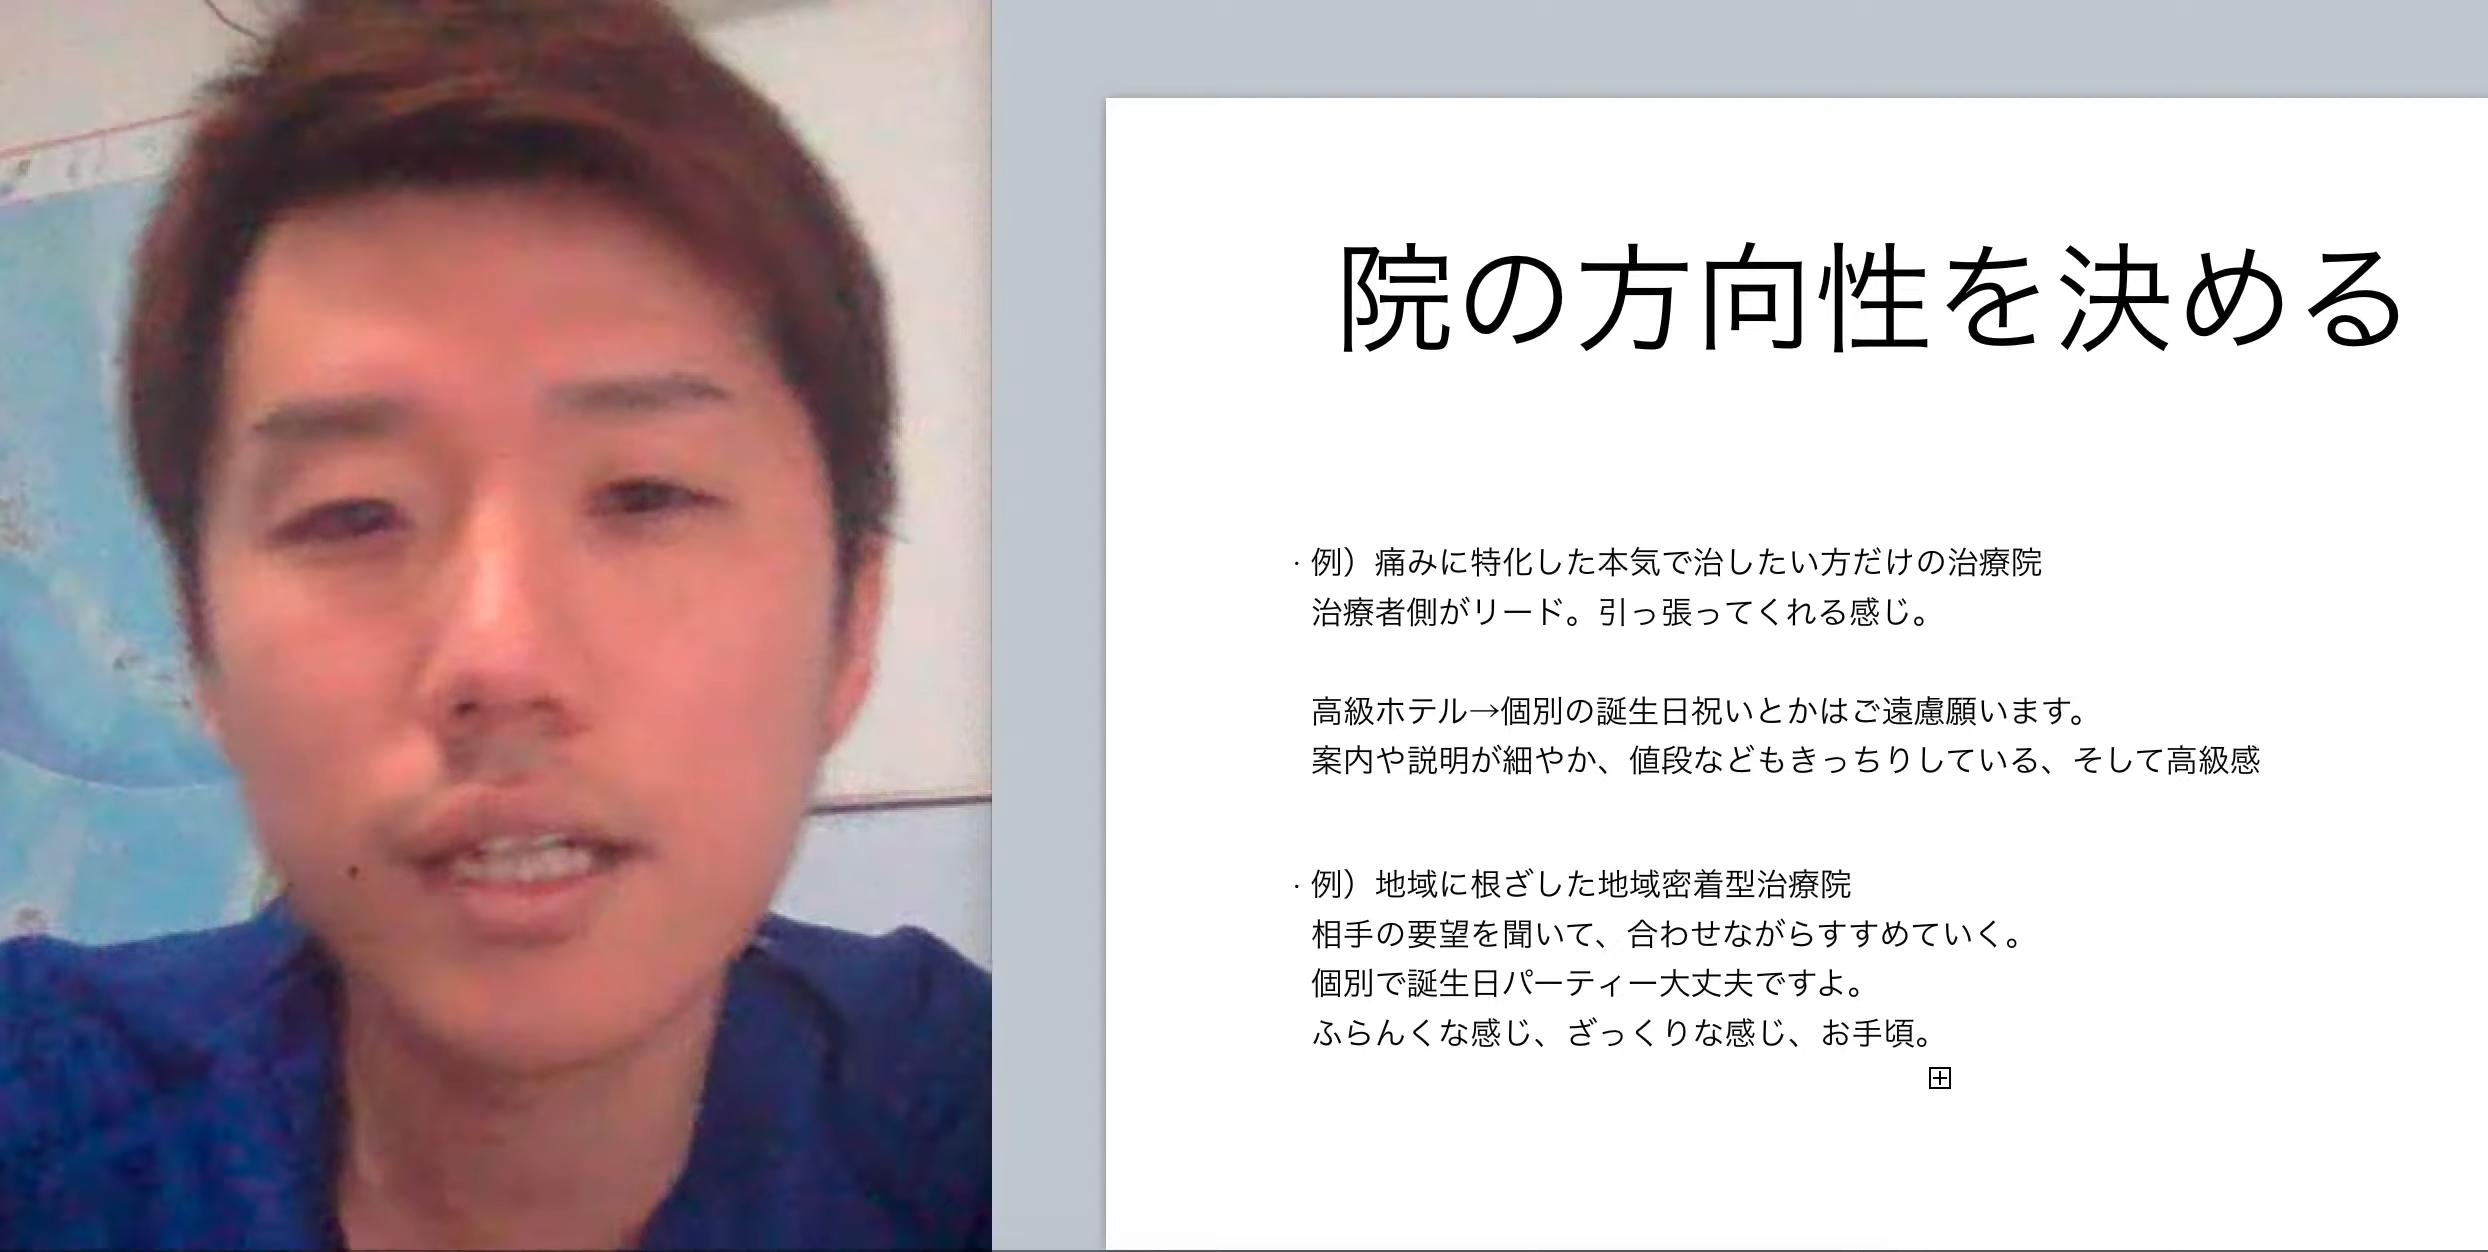 院の方向性を決める
・例）痛みに特化した本気で治したい方だけの治療院
治療者側がリード。引っ張ってくれる感じ。
高級ホテル→個別の誕生日祝いとかはご遠慮願います。
案内や説明が細やか、値段などもきっちりしている、そして高級感
・例）地域に根ざした地域密着型治療院
相手の要望を聞いて、合わせながらすすめていく。
個別で誕生日パーティー大丈夫ですよ。
ふらんくな感じ、ざっくりな感じ、お手頃。